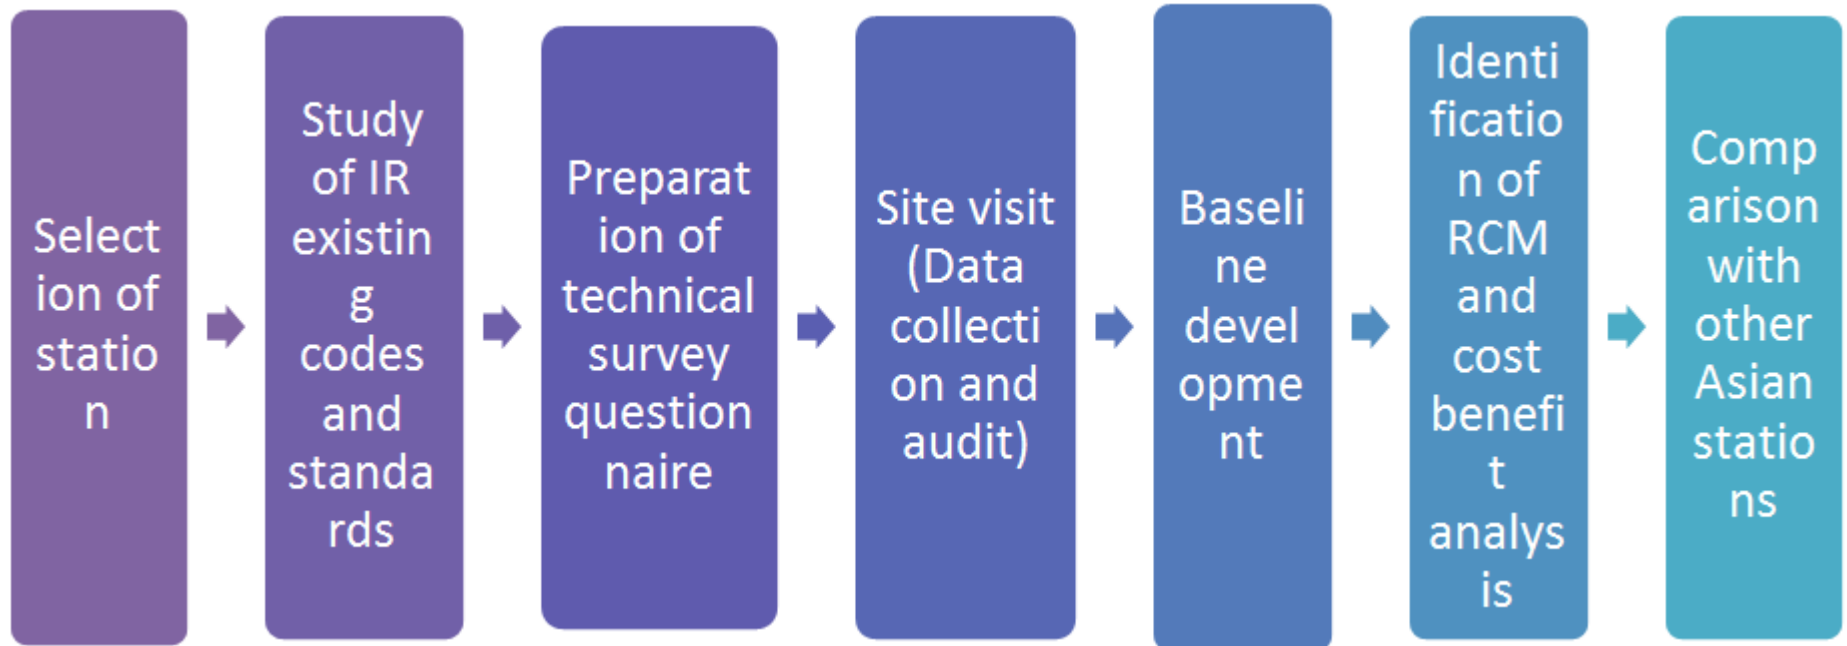 Select
ion of
statio
n
Study
of IR
existin
g
codes
and
standa
rds
Preparat
ion of
technical
survey
question
naire
Site visit
(Data
collecti
on and
audit)
Baseli
ne
devel
opme
nt
Identi
ficatio
n of
RCM
and
cost
benefi
t
analys
is
Comp
arison
with
other
Asian
statio
ns